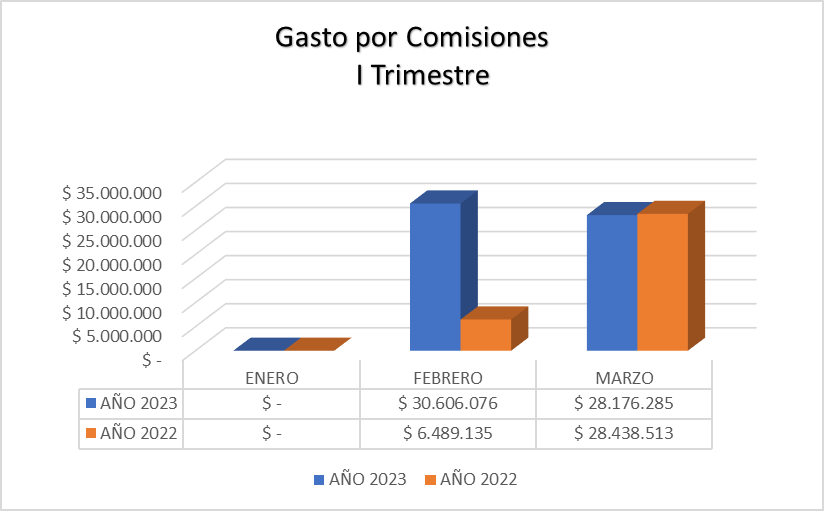 Gasto por Comisiones
I Trimestre
$ 35.000.000
$ 30.000.000
$ 25.000.000
$ 20.000.000
$ 15.000.000
$ 10.000.000
$ 5.000.000
$ -
ENERO FEBRERO MARZO
AÑO 2023 $ - $ 30.606.076 $ 28.176.285
AÑO 2022 $ - $ 6.489.135 $ 28.438.513
AÑO 2023 AÑO 2022